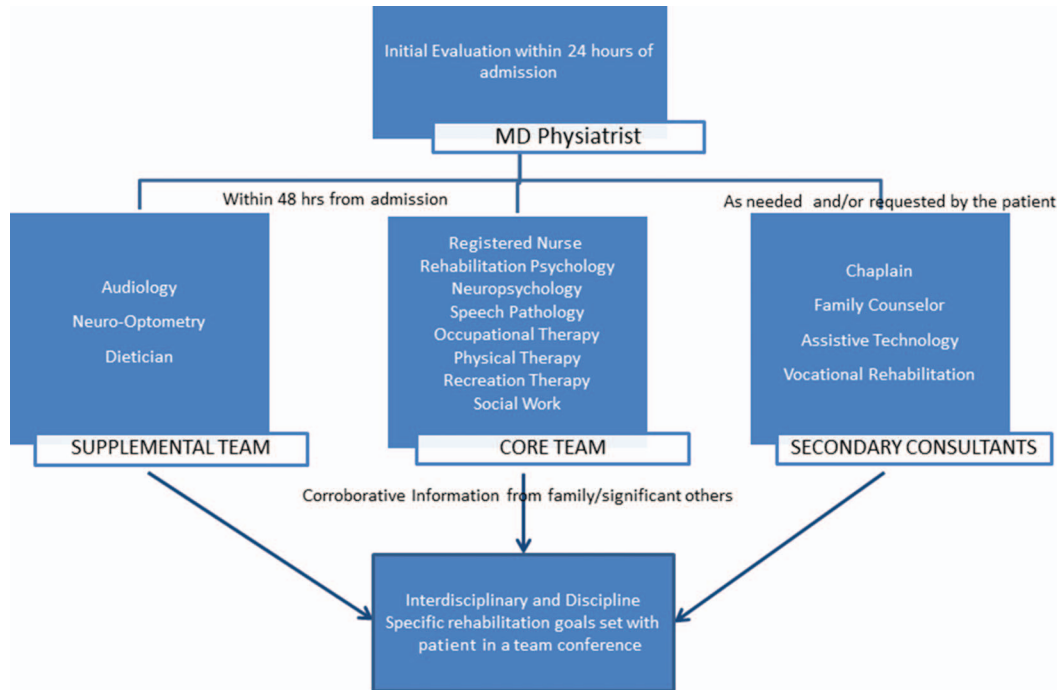 Initial Evaluation within 24 hours of
admission
MD Physiatrist
Within 48 hrs from admission
As needed and/or requested by the patient
Audiology
Neuro-Optometry
Dietician
SUPPLEMENTAL TEAM
Registered Nurse
Rehabilitation Psychology
Neuropsychology
Speech Pathology
Occupational Therapy
Physical Therapy
Recreation Therapy
Social Work
CORE TEAM
Chaplain
Family Counselor
Assistive Technology
Vocational Rehabilitation
SECONDARY CONSULTANTS
Corroborative Information from family/significant others
Interdisciplinary and Discipline
Specific rehabilitation goals set with
patient in a team conference